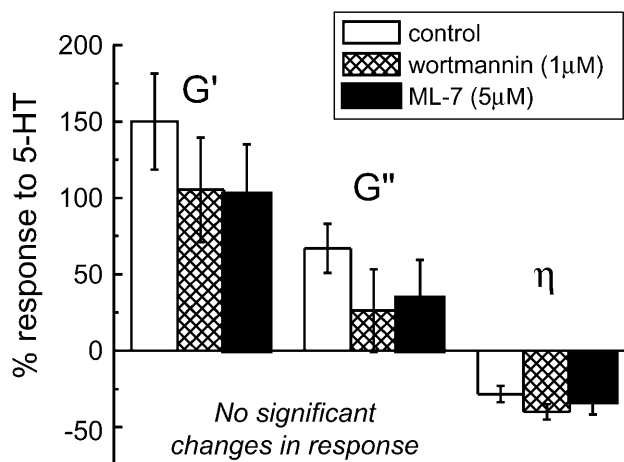 200
150
100
50
0
-50
% response to 5-HT
control
wortmannin (1μM)
ML-7 (5μM)
G'
G"
η
No significant
changes in response